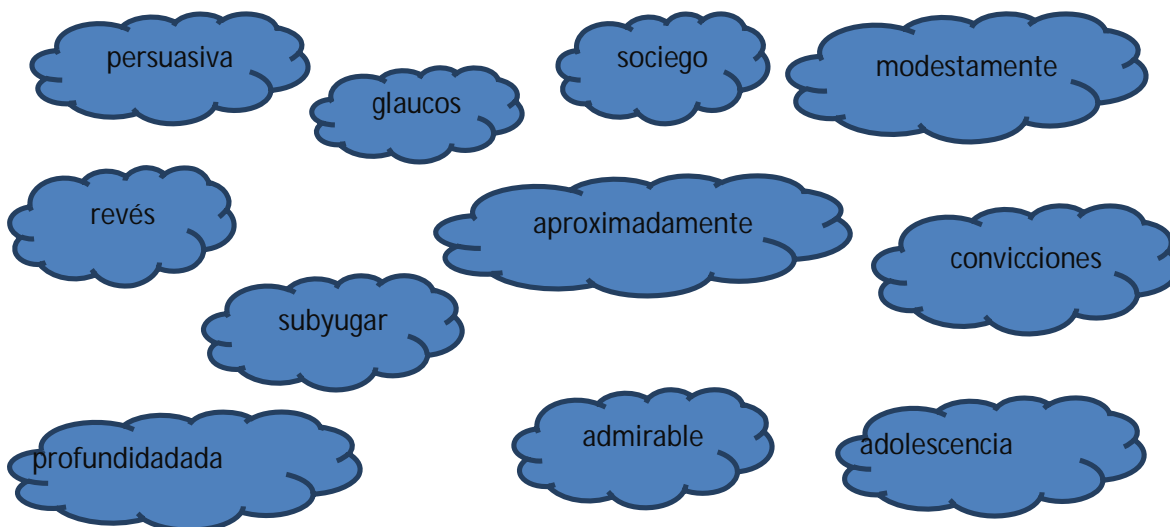 persuasiva
glaucos
sociego
modestamente
revés
aproximadamente
convicciones
subyugar
profundidadada
admirable
adolescencia